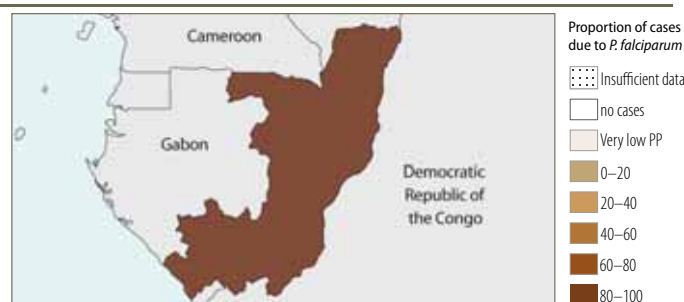 Proportion of cases
due to P. falciparum
Insufficient data
no cases
Very low PP
0–20
20–40
40–60
60–80
80–100
Cameroon
Gabon
Democratic
Republic of
the Congo